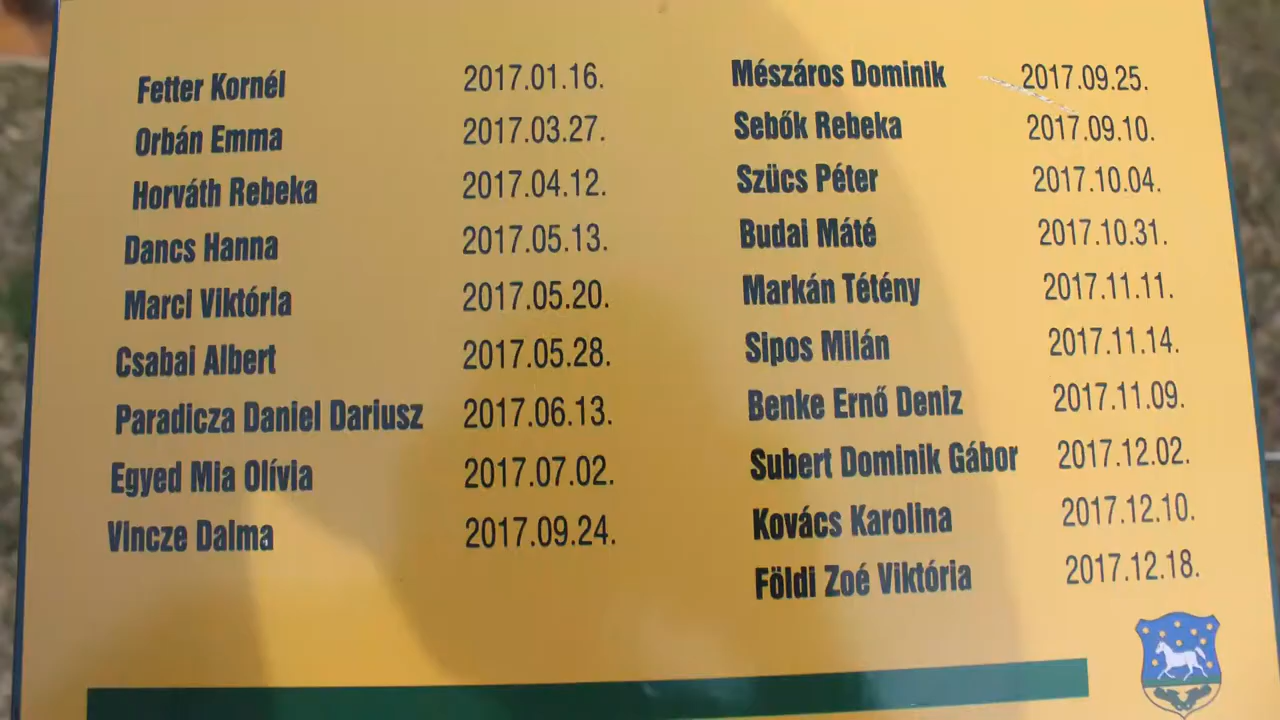 Fetter Kornél 2017.01.16.
Orbán Emma 2017.03.27.
Horváth Rebeka 2017.04.12.
Dancs Hanna 2017.05.13.
Marci Viktória 2017.05.20.
Csabai Albert 2017.05.28.
Paradicza Daniel Dariusz 2017.06.13.
Egyed Mia Olívia 2017.07.02.
Vincze Dalma 2017.09.24.
Mészáros Dominik 2017.09.25.
Sebők Rebeka 2017.09.10.
Szücs Péter 2017.10.04.
Budai Máté 2017.10.31.
Markán Tétény 2017.11.11.
Sipos Milán 2017.11.14.
Benke Ernő Deniz 2017.11.09.
Subert Dominik Gábor 2017.12.02.
Kovács Karolina 2017.12.10.
Földi Zoé Viktória 2017.12.18.